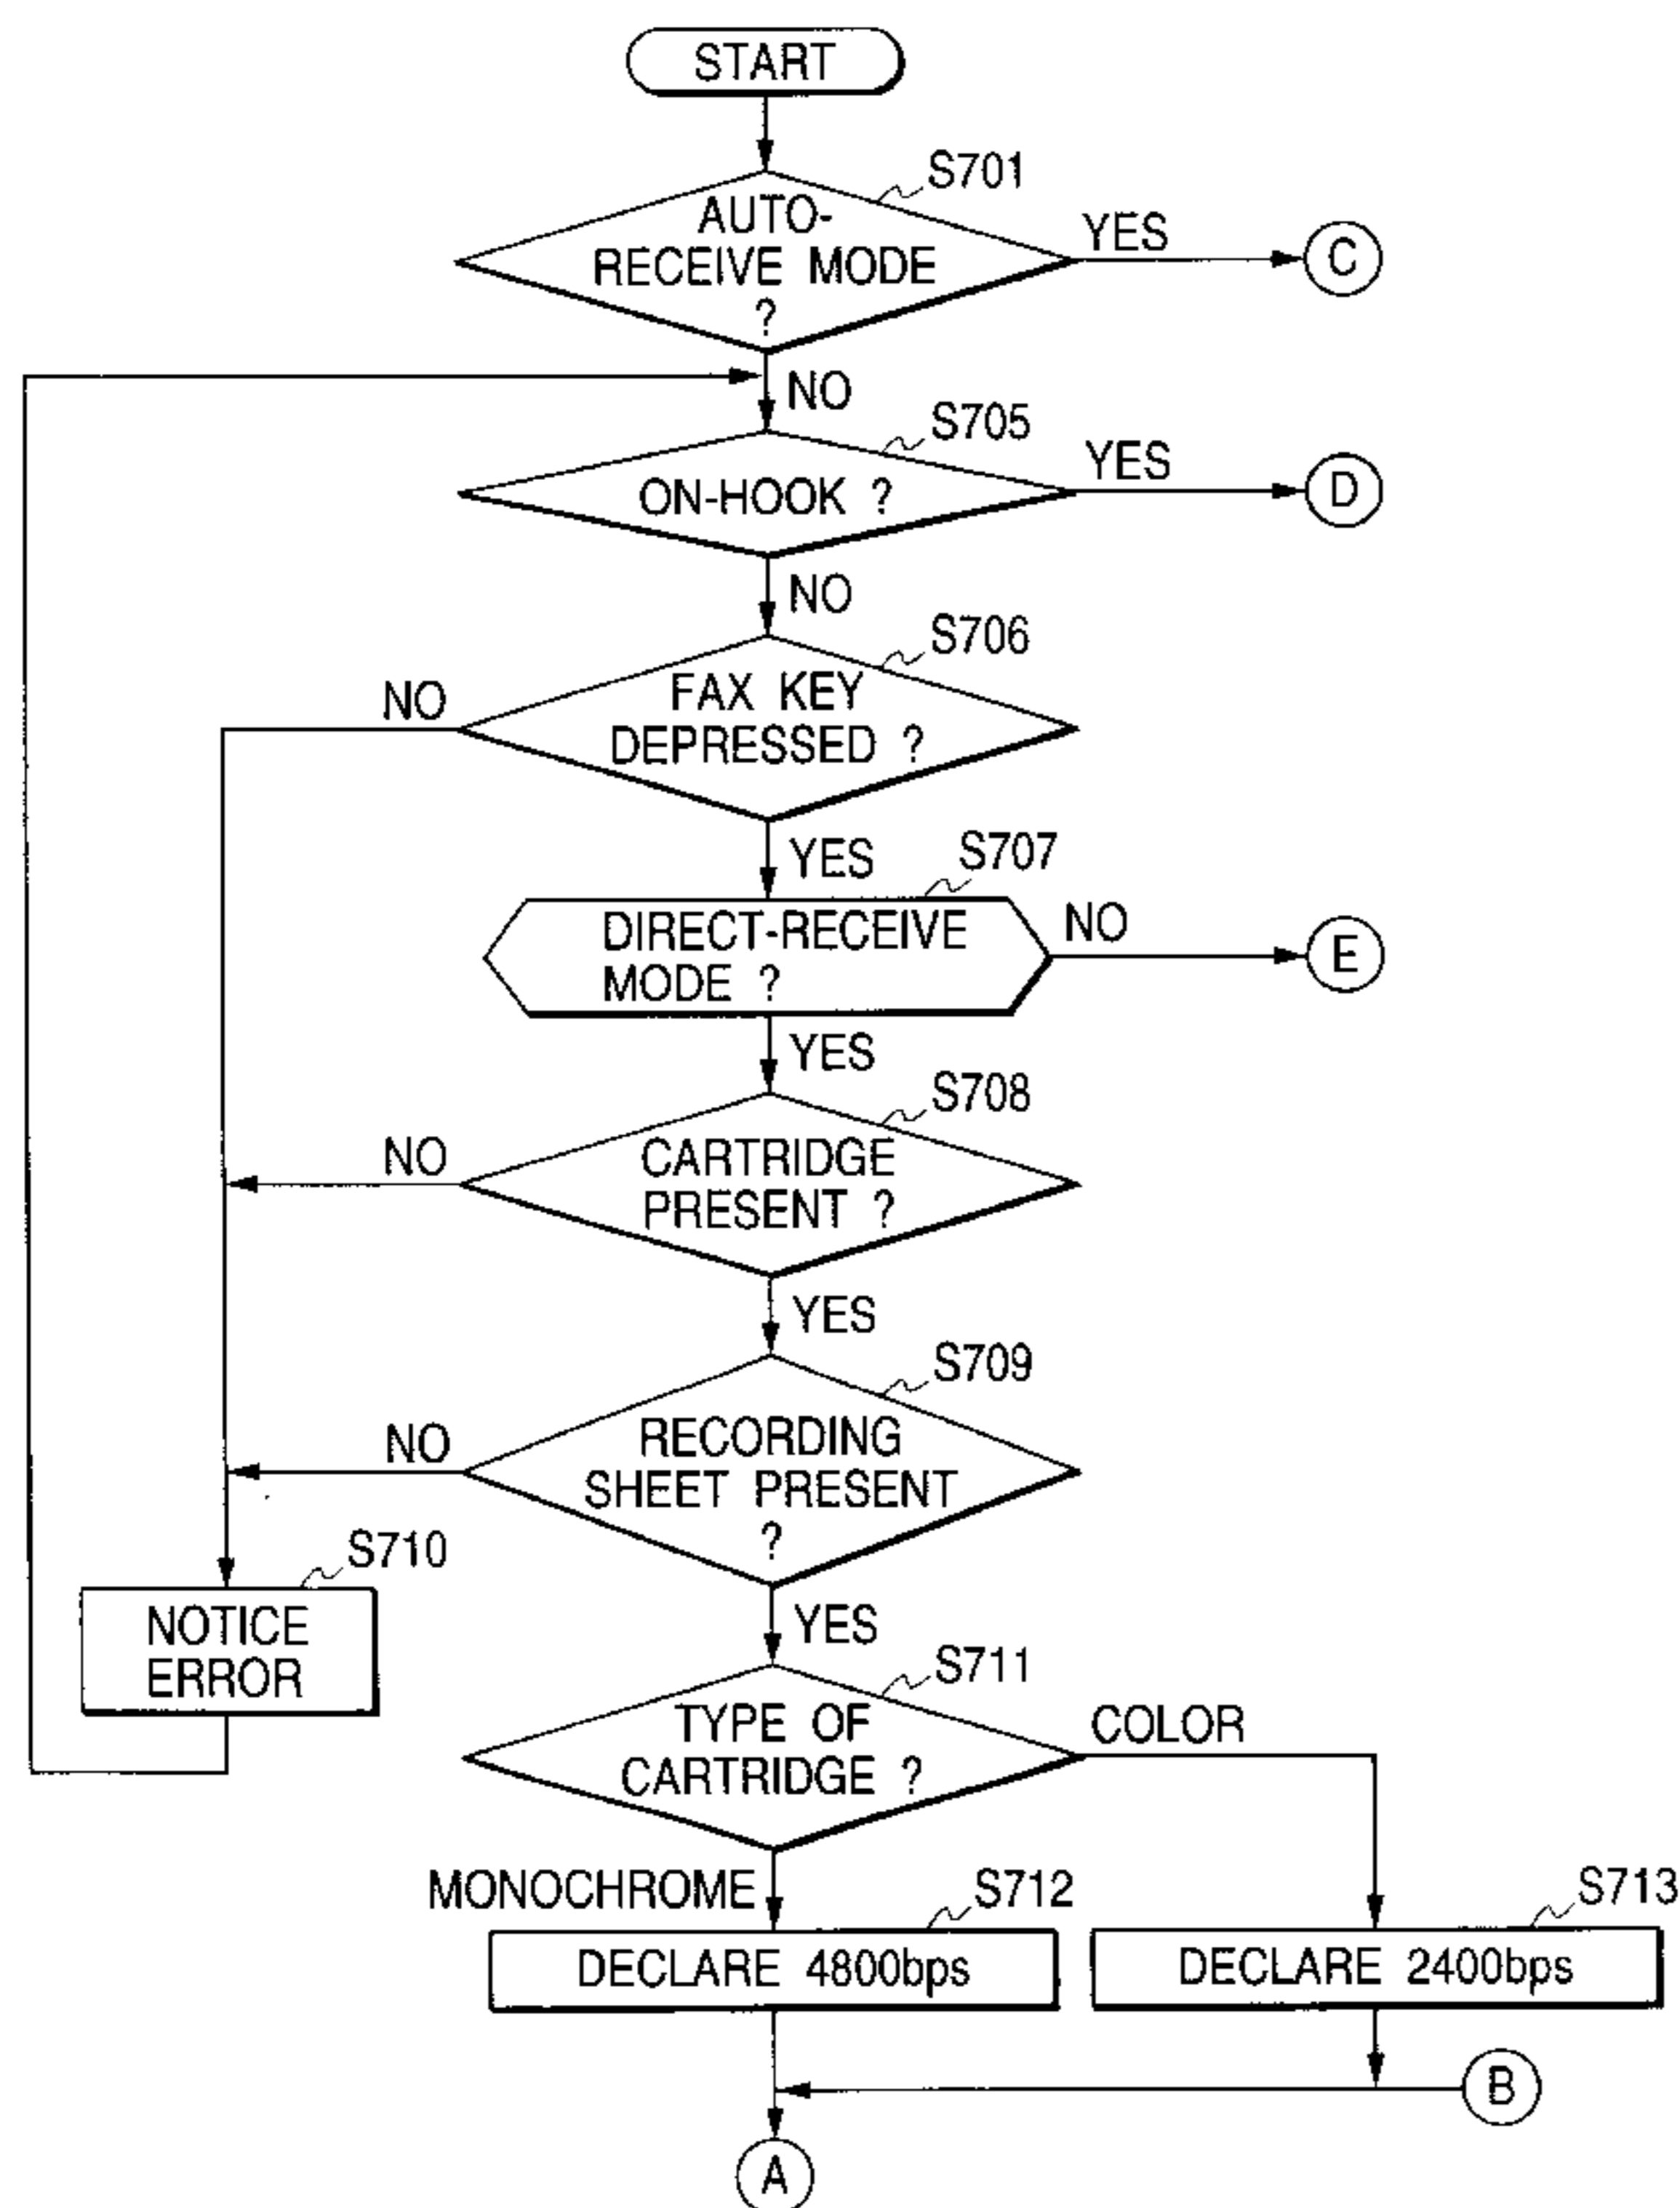 START
S701
AUTO-
RECEIVE MODE
?
YES
C
NO
S705
ON-HOOK ?
YES
D
NO
S706
FAX KEY
DEPRESSED ?
NO
YES
S707
DIRECT-RECEIVE
MODE ?
NO
E
YES
S708
CARTRIDGE
PRESENT ?
NO
YES
S709
RECORDING
SHEET PRESENT
?
NO
S710
NOTICE
ERROR
YES
S711
TYPE OF
CARTRIDGE ?
COLOR
MONOCHROME
S712
DECLARE 4800bps
S713
DECLARE 2400bps
B
A